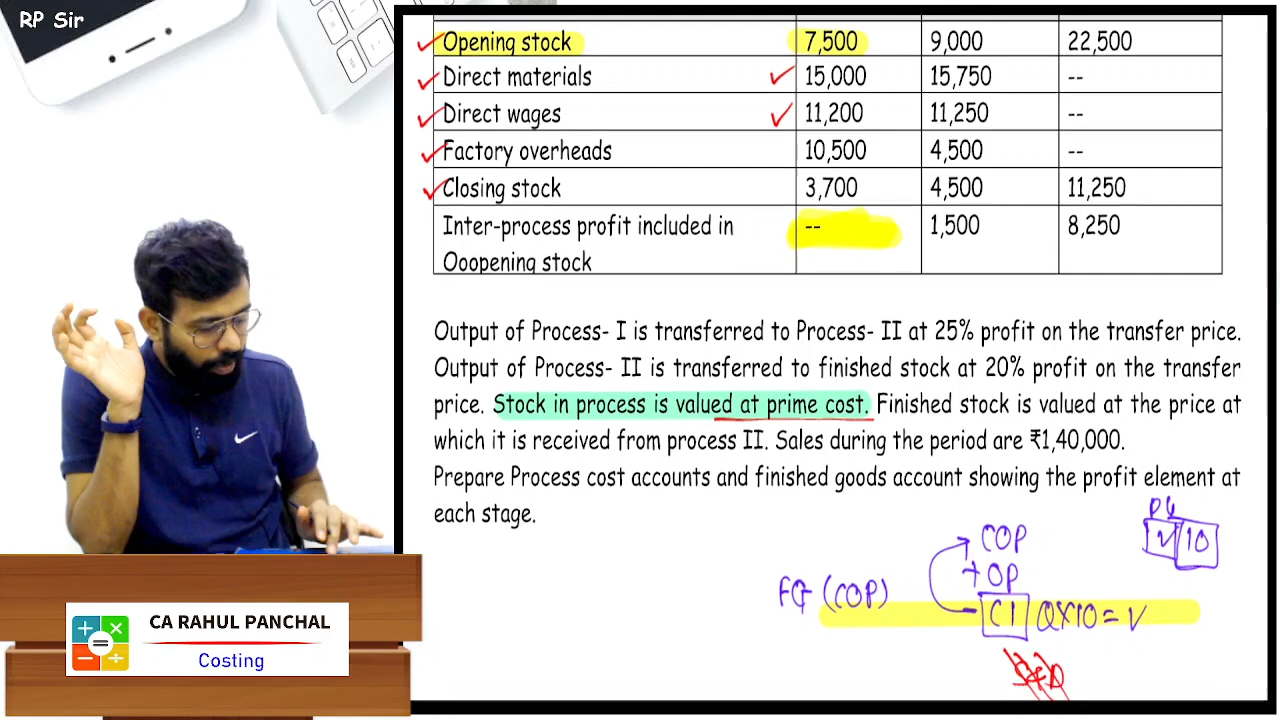 RP Sir
Opening stock 7,500 9,000 22,500
Direct materials 15,000 15,750 --
Direct wages 11,200 11,250 --
Factory overheads 10,500 4,500 --
Closing stock 3,700 4,500 11,250
Inter-process profit included in -- 1,500 8,250
Ooopening stock
Output of Process- I is transferred to Process- II at 25% profit on the transfer price.
Output of Process- II is transferred to finished stock at 20% profit on the transfer
price. Stock in process is valued at prime cost. Finished stock is valued at the price at
which it is received from process II. Sales during the period are ₹1,40,000.
Prepare Process cost accounts and finished goods account showing the profit element at
each stage.
10
COP
+ OP
FG (COP)
Cl Q×10=V
CA RAHUL PANCHAL
Costing